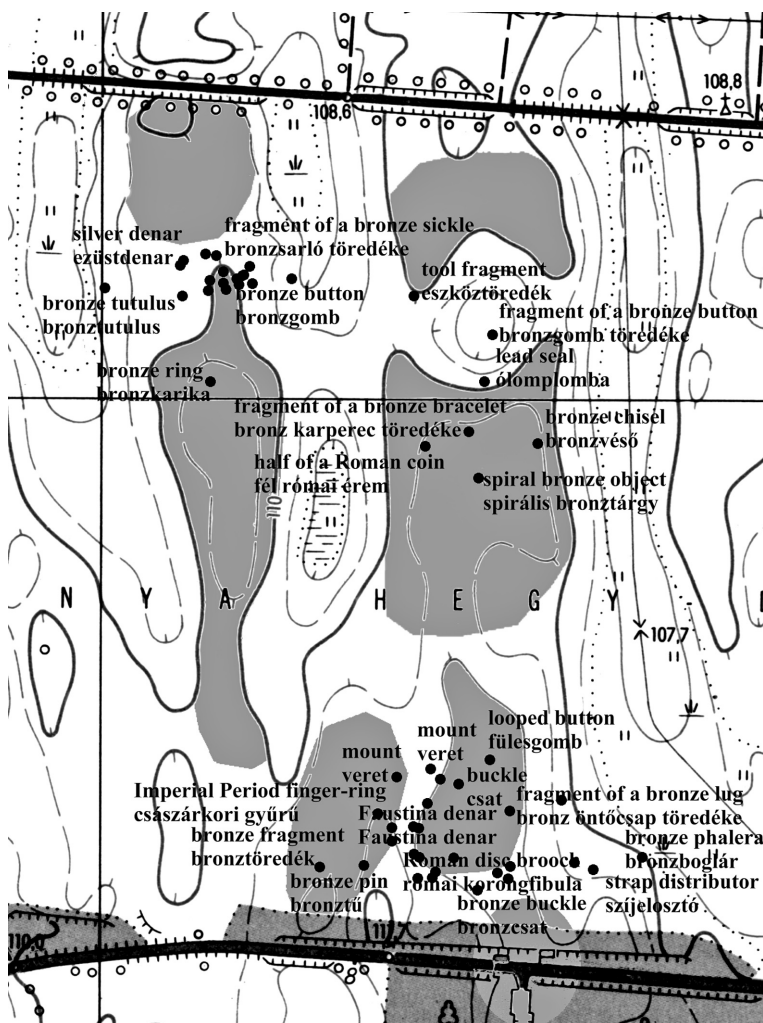 108,8
108,6
silver denar
ezüstdenar
fragment of a bronze sickle
bronzsarló töredéke
bronze tutulus
bronztutulus
bronze button
bronzgomb
tool fragment
eszköztöredék
fragment of a bronze button
bronzgomb töredéke
lead seal
ólomplomba
bronze ring
bronzkarika
fragment of a bronze bracelet
bronz karperec töredéke
bronze chisel
bronzvéső
half of a Roman coin
fél római érem
spiral bronze object
spirális bronztárgy
110
N Y A H E G Y
107,7
looped button
fülesgomb
mount
veret
mount
veret
buckle
csat
Imperial Period finger-ring
császárkori gyűrű
fragment of a bronze lug
bronz öntőcsap töredéke
Faustina denar
Faustina denar
bronze fragment
bronztöredék
bronze phalera
bronzboglár
Roman disc brooch
római korongfibula
bronze pin
bronztű
strap distributor
szíjelosztó
bronze buckle
bronzcsat
110,0